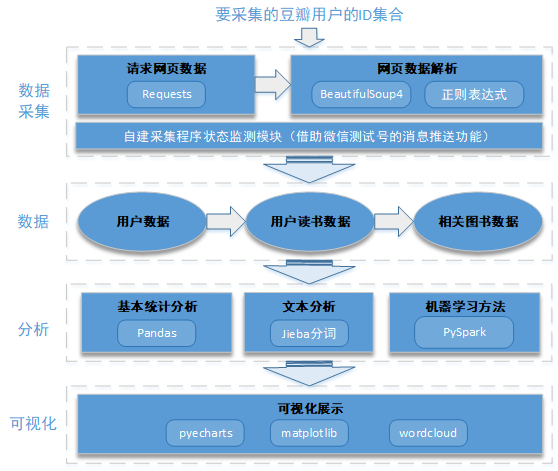 要采集的豆瓣用户的ID集合
数据
采集
请求网页数据
Requests
网页数据解析
BeautifulSoup4
正则表达式
自建采集程序状态监测模块（借助微信测试号的消息推送功能）
数据
用户数据
用户读书数据
相关图书数据
分析
基本统计分析
Pandas
文本分析
Jieba分词
机器学习方法
PySpark
可视化
可视化展示
pyecharts
matplotlib
wordcloud